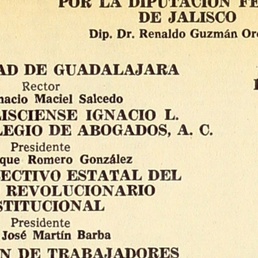 POR LA DIPUTACION FE
DE JALISCO
Dip. Dr. Renaldo Guzmán Or
AD DE GUADALAJARA
Rector
nacio Maciel Salcedo
LISCIENSE IGNACIO L.
LEGIO DE ABOGADOS, A. C.
Presidente
que Romero González
ECTIVO ESTATAL DEL
REVOLUCIONARIO
STITUCIONAL
Presidente
José Martín Barba
N DE TRABAJADORES